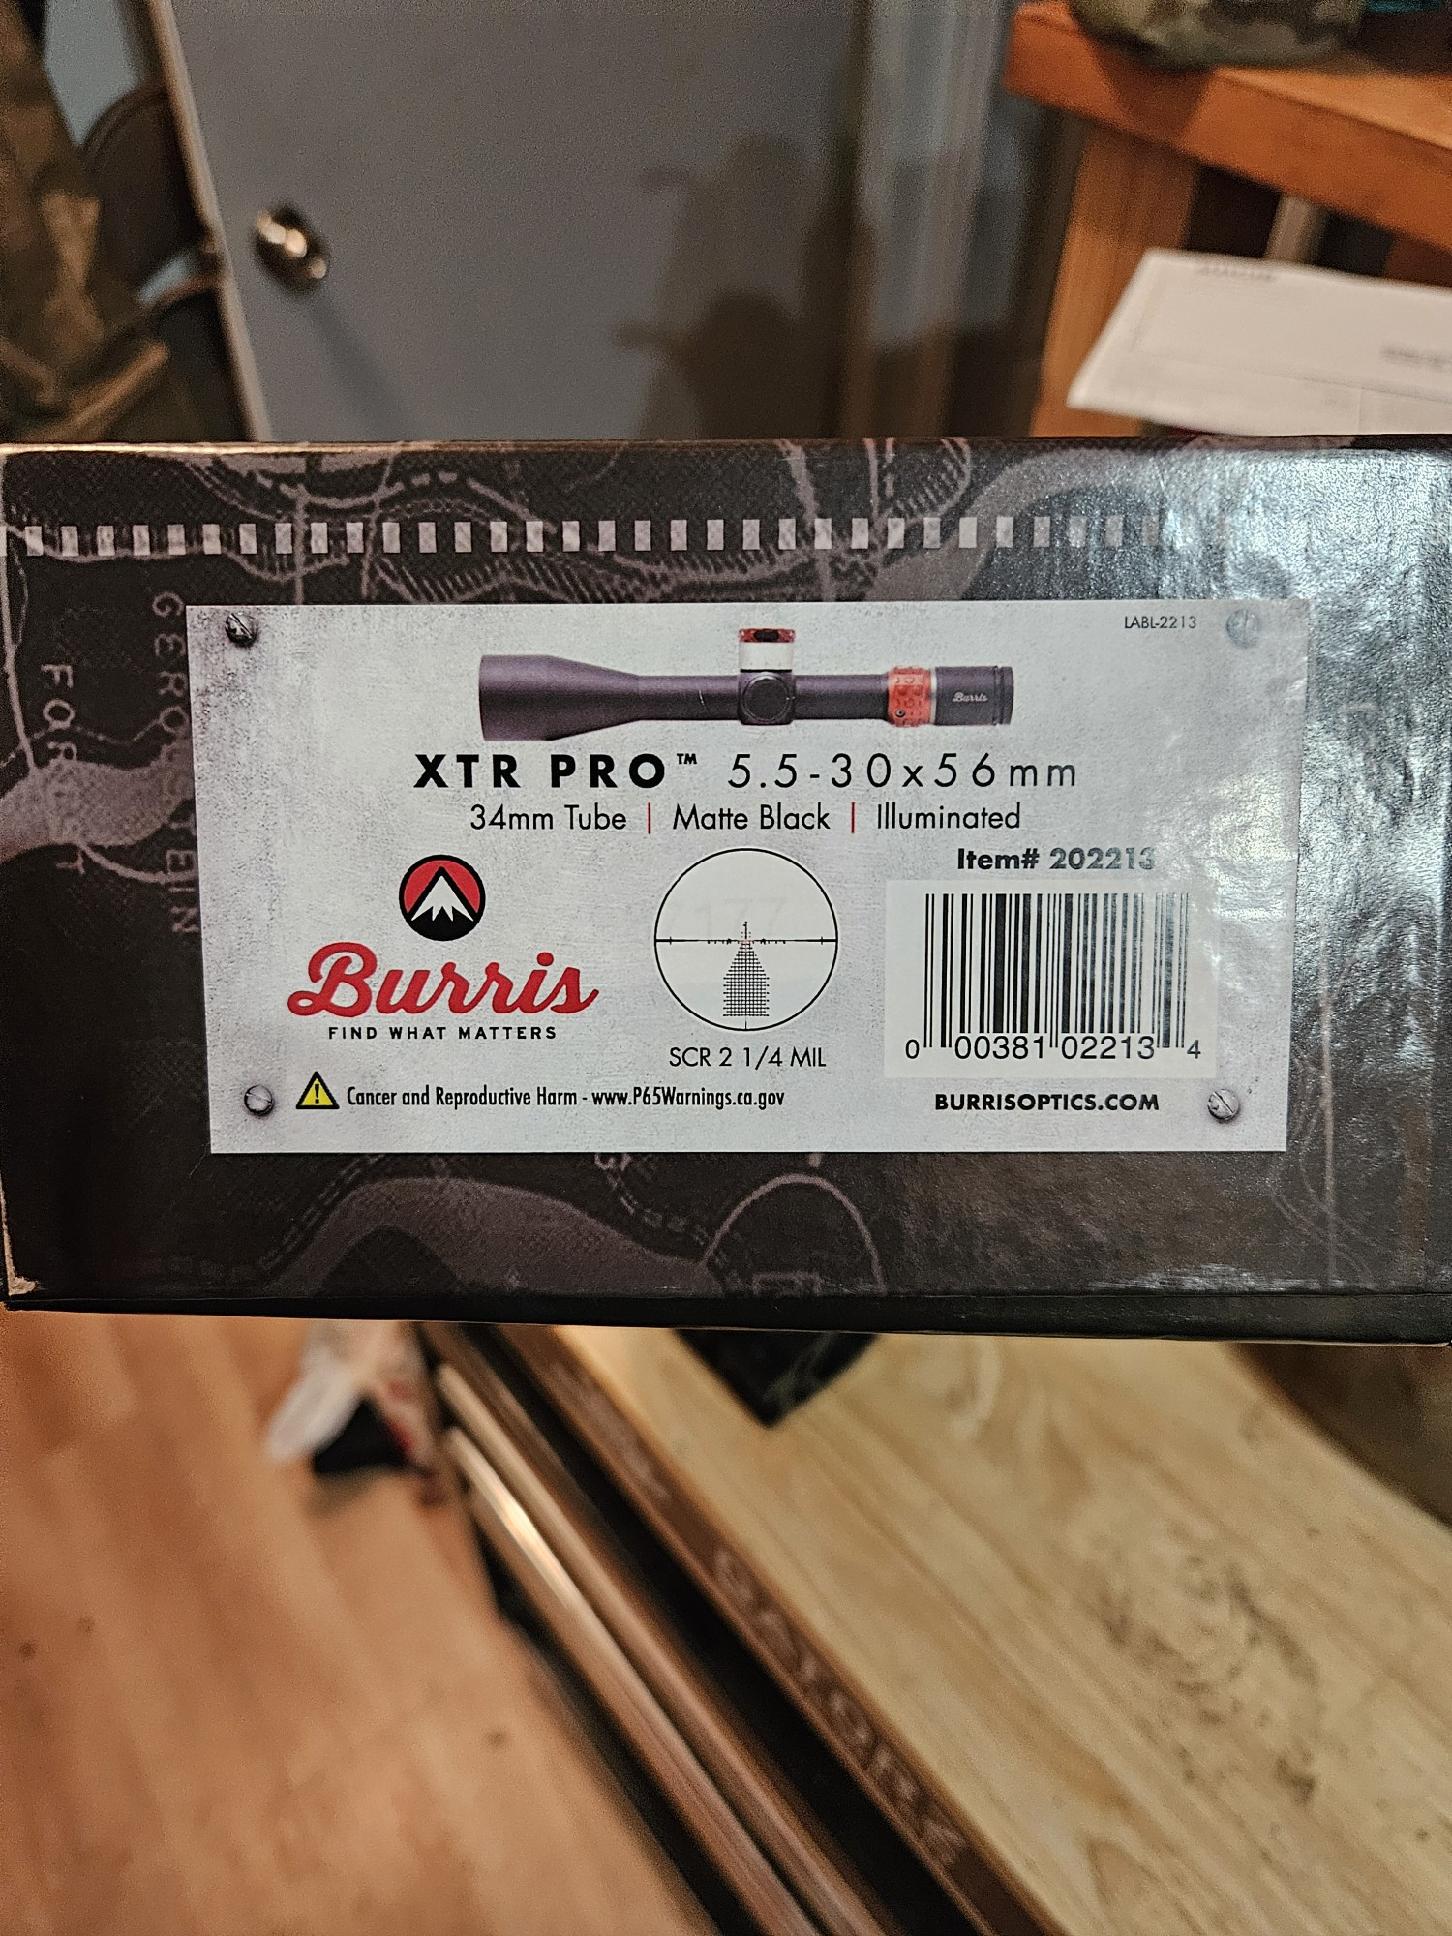 LABL-2213
Burris
XTR PRO™ 5.5-30x56mm
34mm Tube | Matte Black | Illuminated
Item# 202213
Burris
FIND WHAT MATTERS
SCR 2 1/4 MIL
0 00381 02213 4
Cancer and Reproductive Harm - www.P65Warnings.ca.gov
BURRISOPTICS.COM